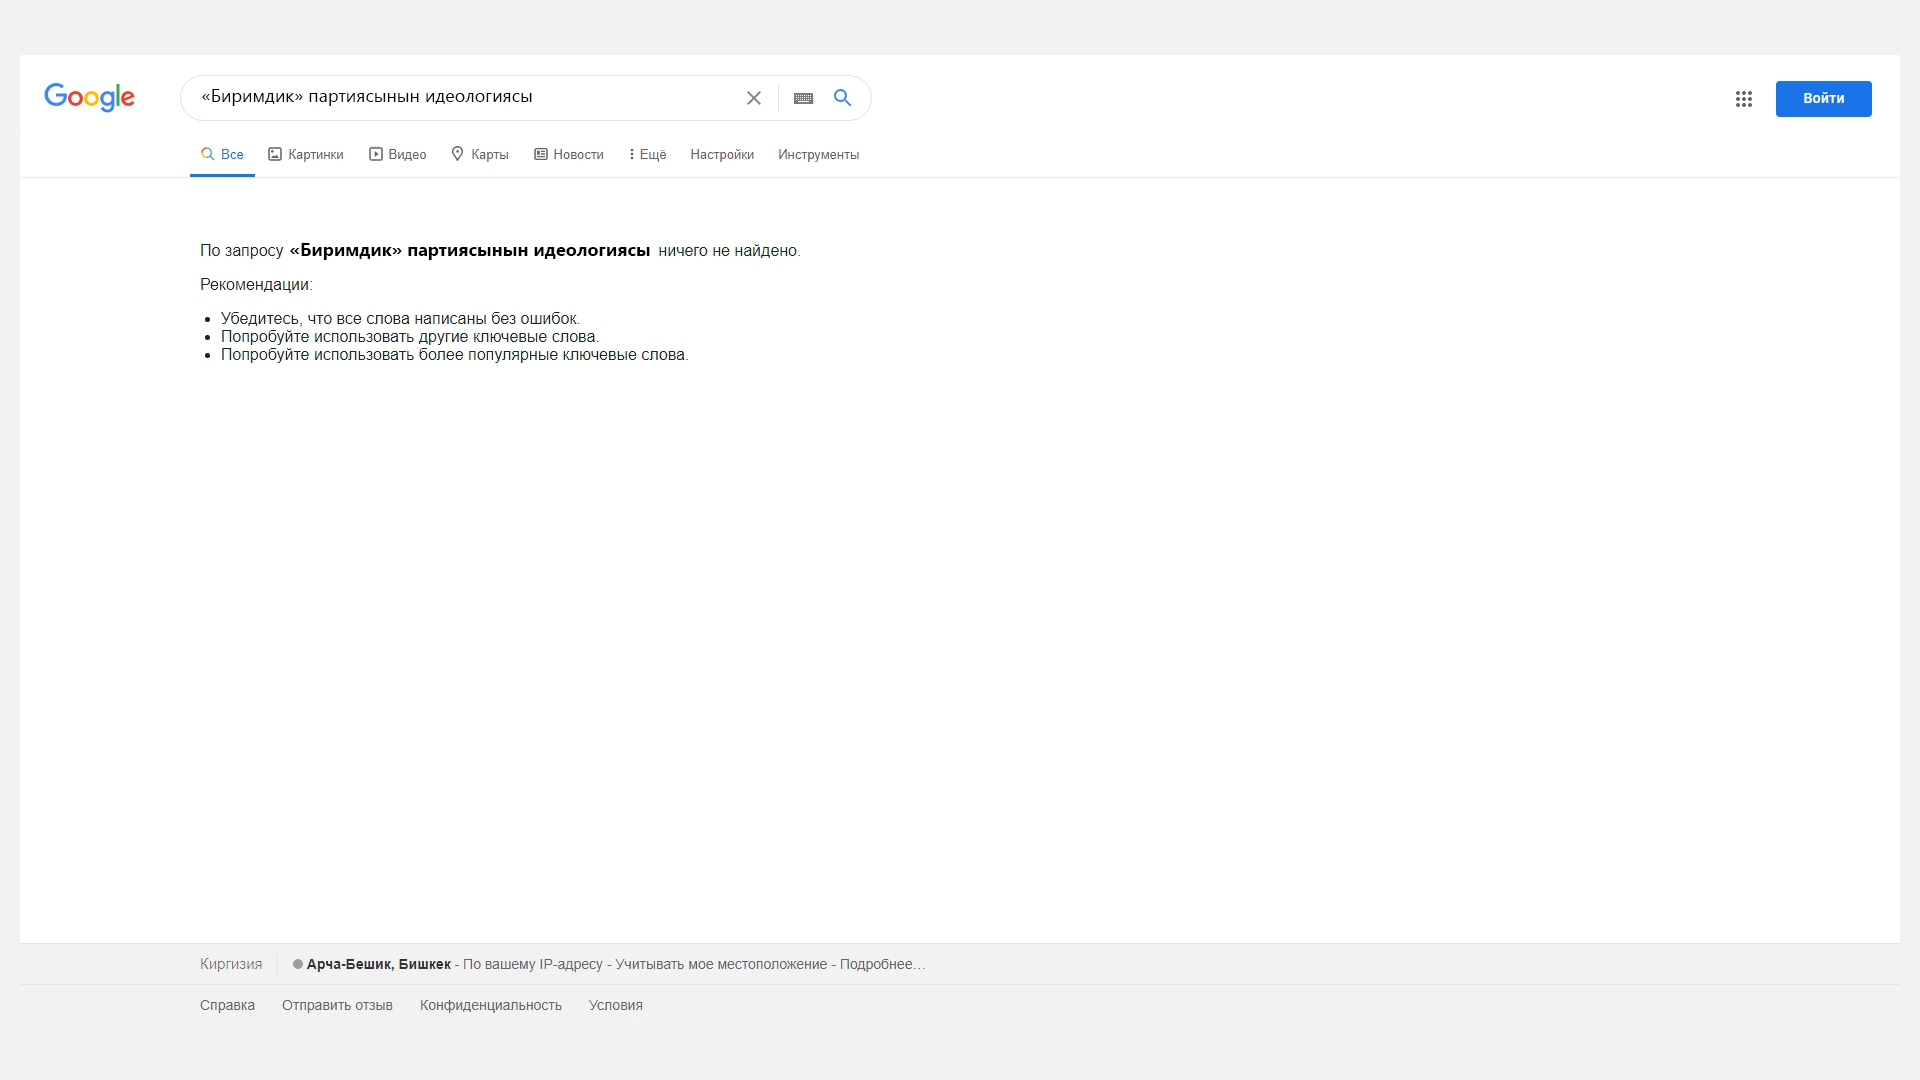 Google
«Биримдик» партиясынын идеологиясы
Войти
Все Картинки Видео Карты Новости Ещё Настройки Инструменты
По запросу «Биримдик» партиясынын идеологиясы ничего не найдено.
Рекомендации:
Убедитесь, что все слова написаны без ошибок.
Попробуйте использовать другие ключевые слова.
Попробуйте использовать более популярные ключевые слова.
Киргизия Арча-Бешик, Бишкек - По вашему IP-адресу - Учитывать мое местоположение - Подробнее…
Справка Отправить отзыв Конфиденциальность Условия